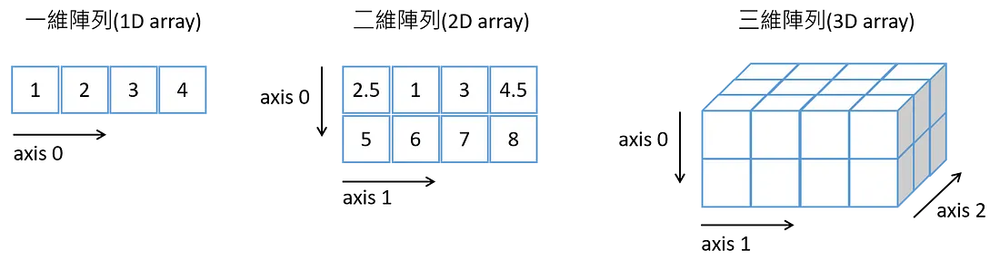 一維陣列(1D array)
1 2 3 4
axis 0
二維陣列(2D array)
axis 0
2.5 1 3 4.5
5 6 7 8
axis 1
三維陣列(3D array)
axis 0
axis 1
axis 2